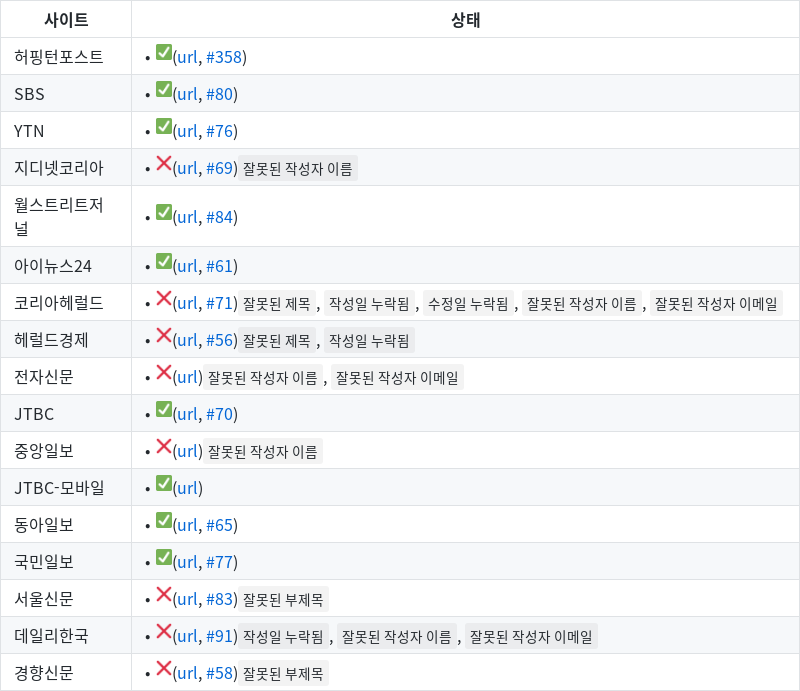 사이트 상태
허핑턴포스트 • ✅(url, #358)
SBS • ✅(url, #80)
YTN • ✅(url, #76)
지디넷코리아 • ❌(url, #69) 잘못된 작성자 이름
월스트리트저
널 • ✅(url, #84)
아이뉴스24 • ✅(url, #61)
코리아헤럴드 • ❌(url, #71) 잘못된 제목 , 작성일 누락됨 , 수정일 누락됨 , 잘못된 작성자 이름 , 잘못된 작성자 이메일
헤럴드경제 • ❌(url, #56) 잘못된 제목 , 작성일 누락됨
전자신문 • ❌(url) 잘못된 작성자 이름 , 잘못된 작성자 이메일
JTBC • ✅(url, #70)
중앙일보 • ❌(url) 잘못된 작성자 이름
JTBC-모바일 • ✅(url)
동아일보 • ✅(url, #65)
국민일보 • ✅(url, #77)
서울신문 • ❌(url, #83) 잘못된 부제목
데일리한국 • ❌(url, #91) 작성일 누락됨 , 잘못된 작성자 이름 , 잘못된 작성자 이메일
경향신문 • ❌(url, #58) 잘못된 부제목